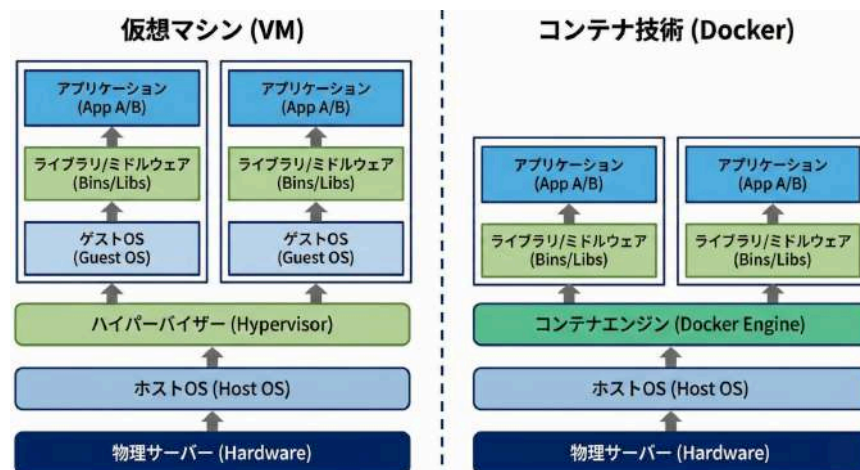 仮想マシン (VM)
アプリケーション
(App A/B)
ライブラリ/ミドルウェア
(Bins/Libs)
ゲストOS
(Guest OS)
アプリケーション
(App A/B)
ライブラリ/ミドルウェア
(Bins/Libs)
ゲストOS
(Guest OS)
ハイパーバイザー (Hypervisor)
ホストOS (Host OS)
物理サーバー (Hardware)
コンテナ技術 (Docker)
アプリケーション
(App A/B)
ライブラリ/ミドルウェア
(Bins/Libs)
アプリケーション
(App A/B)
ライブラリ/ミドルウェア
(Bins/Libs)
コンテナエンジン (Docker Engine)
ホストOS (Host OS)
物理サーバー (Hardware)